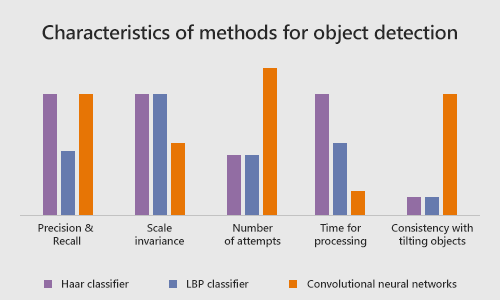 Characteristics of methods for object detection
Precision &
Recall
Scale
invariance
Number
of attempts
Time for
processing
Consistency with
tilting objects
Haar classifier
LBP classifier
Convolutional neural networks